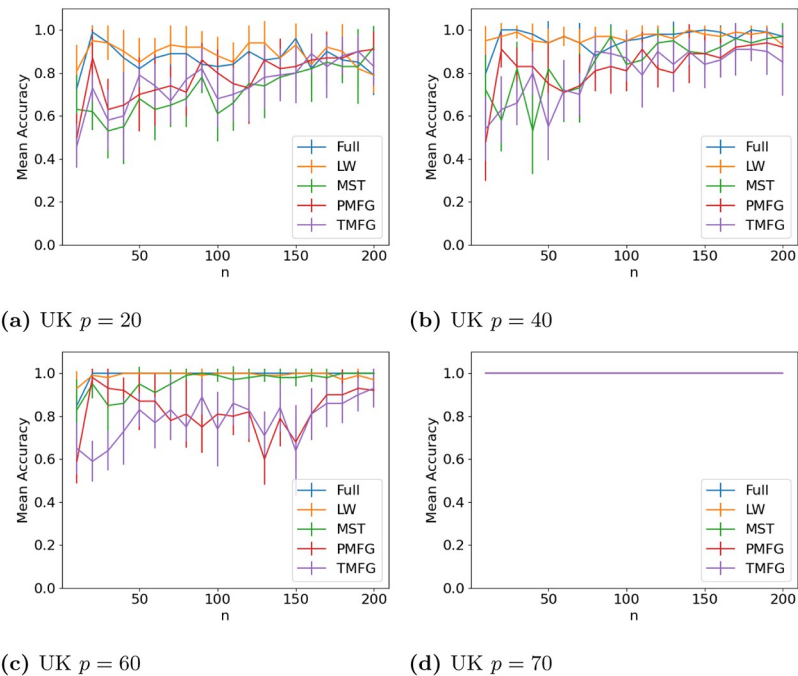 1.0
0.8
0.6
0.4
0.2
0.0
Mean Accuracy
50 100 150 200
n
Full
LW
MST
PMFG
TMFG
(a) UK p = 20
1.0
0.8
0.6
0.4
0.2
0.0
Mean Accuracy
50 100 150 200
n
Full
LW
MST
PMFG
TMFG
(b) UK p = 40
1.0
0.8
0.6
0.4
0.2
0.0
Mean Accuracy
50 100 150 200
n
Full
LW
MST
PMFG
TMFG
(c) UK p = 60
1.0
0.8
0.6
0.4
0.2
0.0
Mean Accuracy
50 100 150 200
n
Full
LW
MST
PMFG
TMFG
(d) UK p = 70